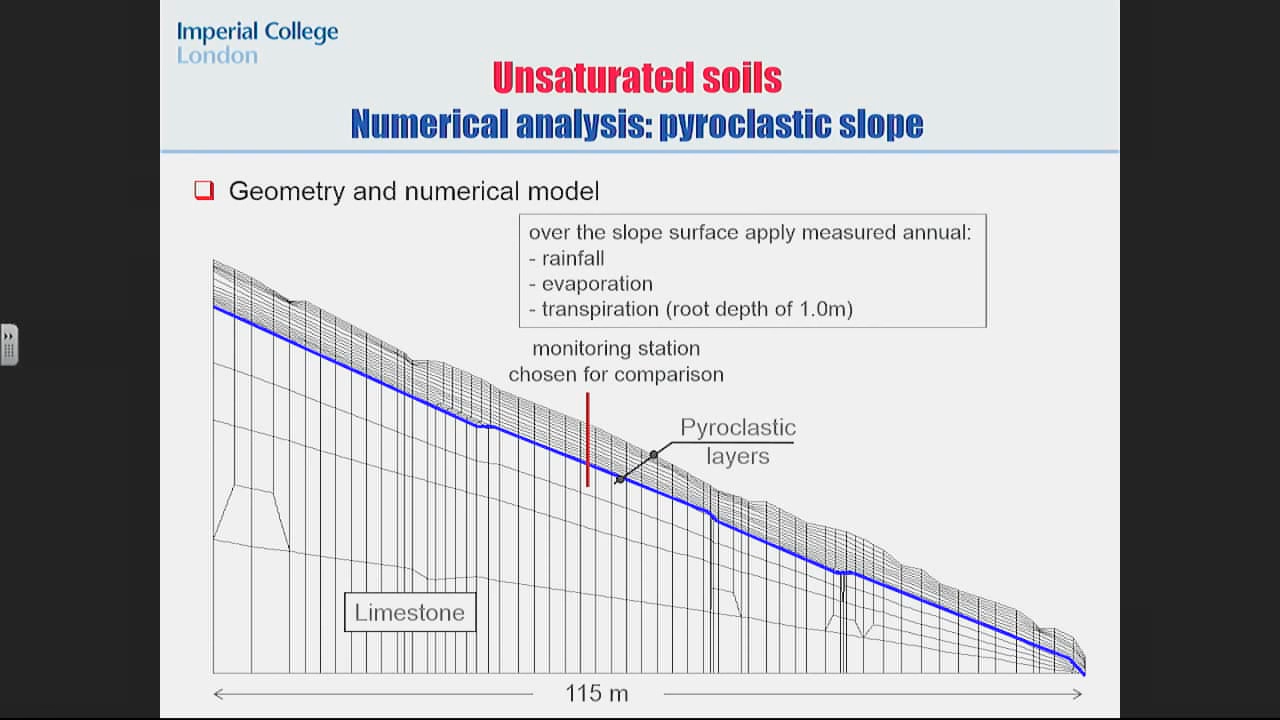 Imperial College
London
Unsaturated soils
Numerical analysis: pyroclastic slope
Geometry and numerical model
over the slope surface apply measured annual:
- rainfall
- evaporation
- transpiration (root depth of 1.0m)
monitoring station
chosen for comparison
Pyroclastic
layers
Limestone
115 m